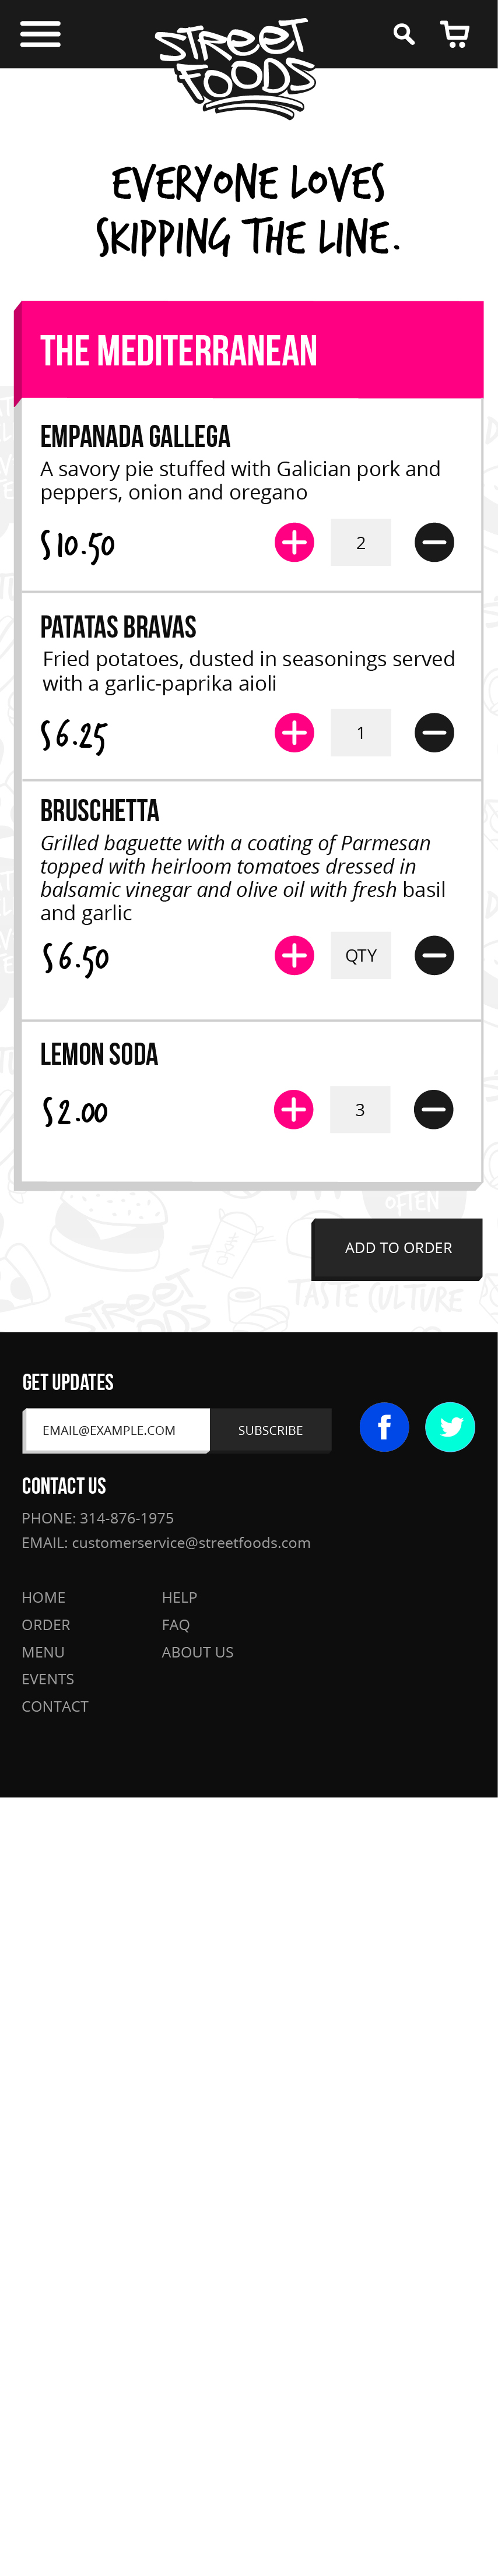 STREET
FOODS
EVERYONE LOVES
SKIPPING THE LINE.
THE MEDITERRANEAN
EMPANADA GALLEGA
A savory pie stuffed with Galician pork and
peppers, onion and oregano
$10.50
2
PATATAS BRAVAS
Fried potatoes, dusted in seasonings served
with a garlic-paprika aioli
$6.25
1
BRUSCHETTA
Grilled baguette with a coating of Parmesan
topped with heirloom tomatoes dressed in
balsamic vinegar and olive oil with fresh basil
and garlic
$6.50
QTY
LEMON SODA
$2.00
3
OFTEN
ADD TO ORDER
TASTE CULTURE
STREET
FOODS
GET UPDATES
EMAIL@EXAMPLE.COM
SUBSCRIBE
f
CONTACT US
PHONE: 314-876-1975
EMAIL: customerservice@streetfoods.com
HOME
HELP
ORDER
FAQ
MENU
ABOUT US
EVENTS
CONTACT